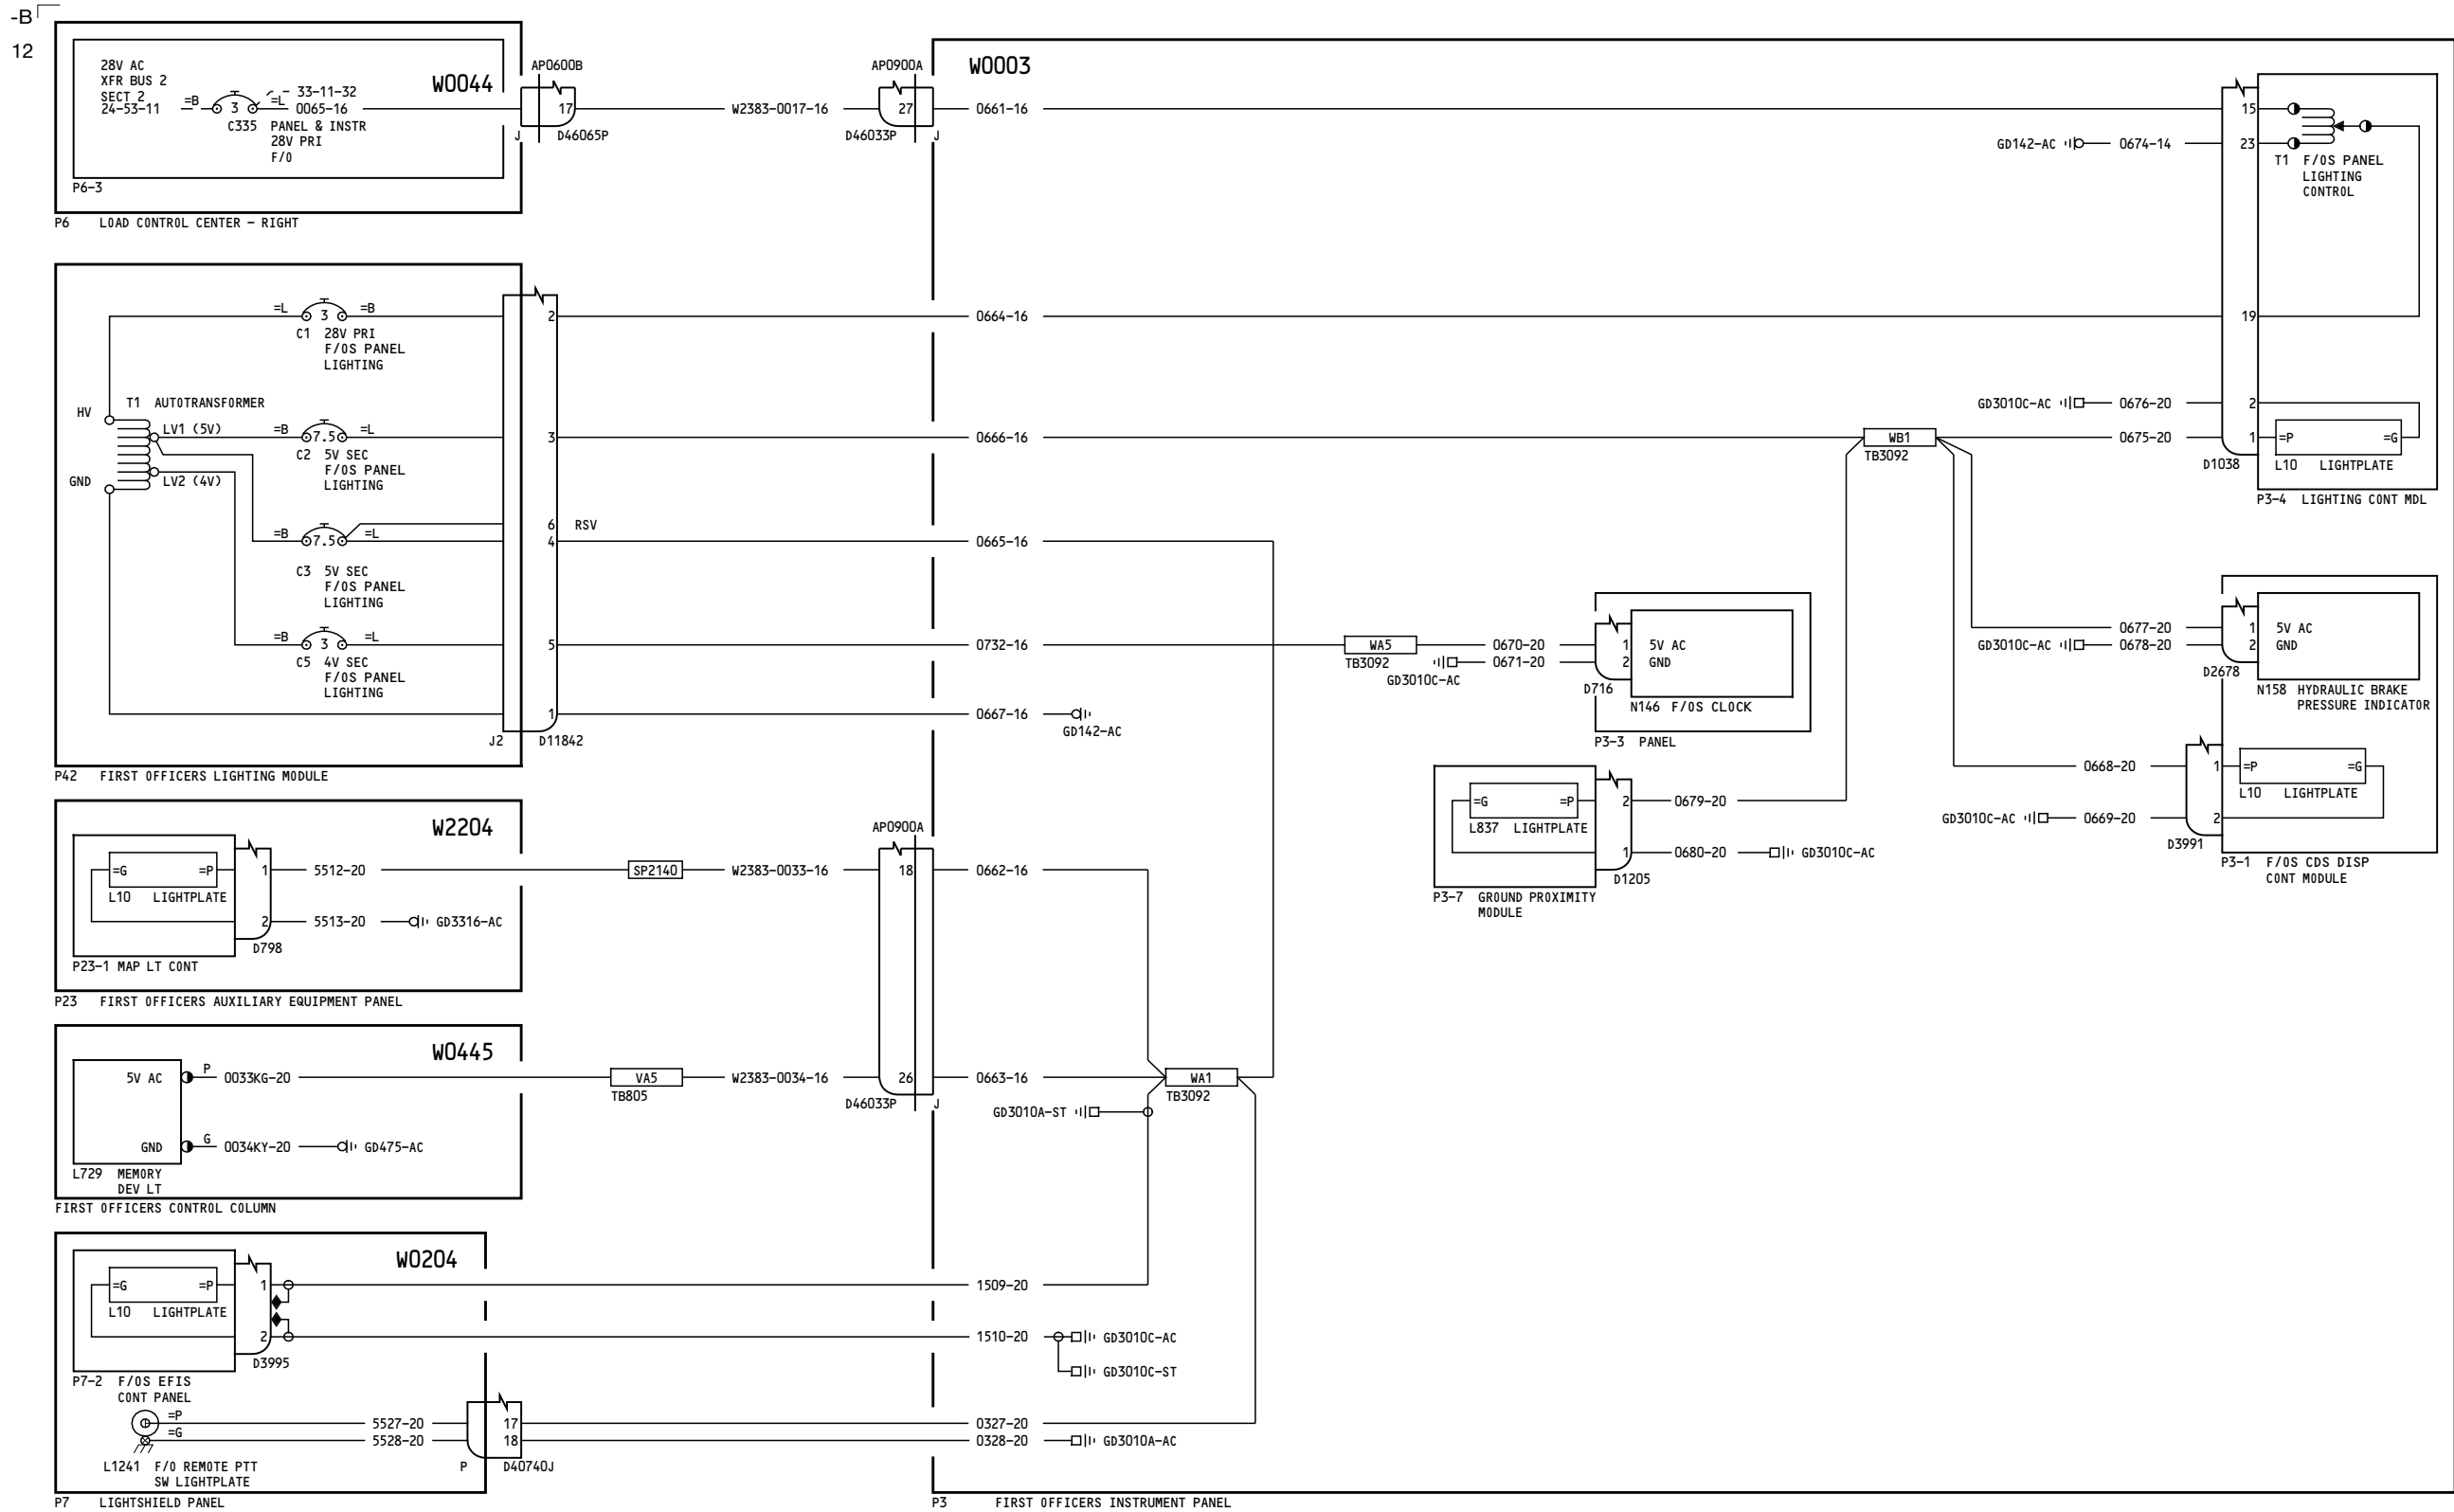 -B
12
28V AC
XFR BUS 2
SECT 2
24-53-11
=B
3
=L
33-11-32
0065-16
C335 PANEL & INSTR
28V PRI
F/O
W0044
P6-3
P6 LOAD CONTROL CENTER - RIGHT
AP0600B
17
J
D46065P
W2383-0017-16
AP0900A
27
D46033P
J
W0003
0661-16
GD142-AC
0674-14
15
23
T1 F/OS PANEL
LIGHTING
CONTROL
19
2
1
=P
=G
L10 LIGHTPLATE
D1038
P3-4 LIGHTING CONT MDL
=L
3
=B
C1 28V PRI
F/OS PANEL
LIGHTING
2
0664-16
HV
T1 AUTOTRANSFORMER
LV1 (5V)
GND
LV2 (4V)
=B
7.5
=L
C2 5V SEC
F/OS PANEL
LIGHTING
3
0666-16
WB1
TB3092
GD3010C-AC
0676-20
0675-20
=B
7.5
=L
C3 5V SEC
F/OS PANEL
LIGHTING
6 RSV
4
0665-16
=B
3
=L
C5 4V SEC
F/OS PANEL
LIGHTING
5
0732-16
WA5
TB3092
0670-20
0671-20
GD3010C-AC
1
2
5V AC
GND
D716
N146 F/OS CLOCK
P3-3 PANEL
1
0667-16
GD142-AC
J2
D11842
P42 FIRST OFFICERS LIGHTING MODULE
0677-20
GD3010C-AC
0678-20
1
2
5V AC
GND
D2678
N158 HYDRAULIC BRAKE
PRESSURE INDICATOR
0668-20
1
=P
=G
L10 LIGHTPLATE
GD3010C-AC
0669-20
2
D3991
P3-1 F/OS CDS DISP
CONT MODULE
=G
=P
L837 LIGHTPLATE
2
0679-20
1
0680-20
GD3010C-AC
D1205
P3-7 GROUND PROXIMITY
MODULE
W2204
=G
=P
L10 LIGHTPLATE
1
5512-20
SP2140
W2383-0033-16
AP0900A
18
0662-16
2
5513-20
GD3316-AC
D798
P23-1 MAP LT CONT
P23 FIRST OFFICERS AUXILIARY EQUIPMENT PANEL
W0445
5V AC
P
0033KG-20
VA5
TB805
W2383-0034-16
26
D46033P
J
0663-16
WA1
TB3092
GD3010A-ST
GND
G
0034KY-20
GD475-AC
L729 MEMORY
DEV LT
FIRST OFFICERS CONTROL COLUMN
W0204
=G
=P
L10 LIGHTPLATE
1
1509-20
2
1510-20
GD3010C-AC
GD3010C-ST
D3995
P7-2 F/OS EFIS
CONT PANEL
=P
=G
5527-20
5528-20
17
18
0327-20
0328-20
GD3010A-AC
L1241 F/O REMOTE PTT
SW LIGHTPLATE
P
D40740J
P7 LIGHTSHIELD PANEL
P3 FIRST OFFICERS INSTRUMENT PANEL